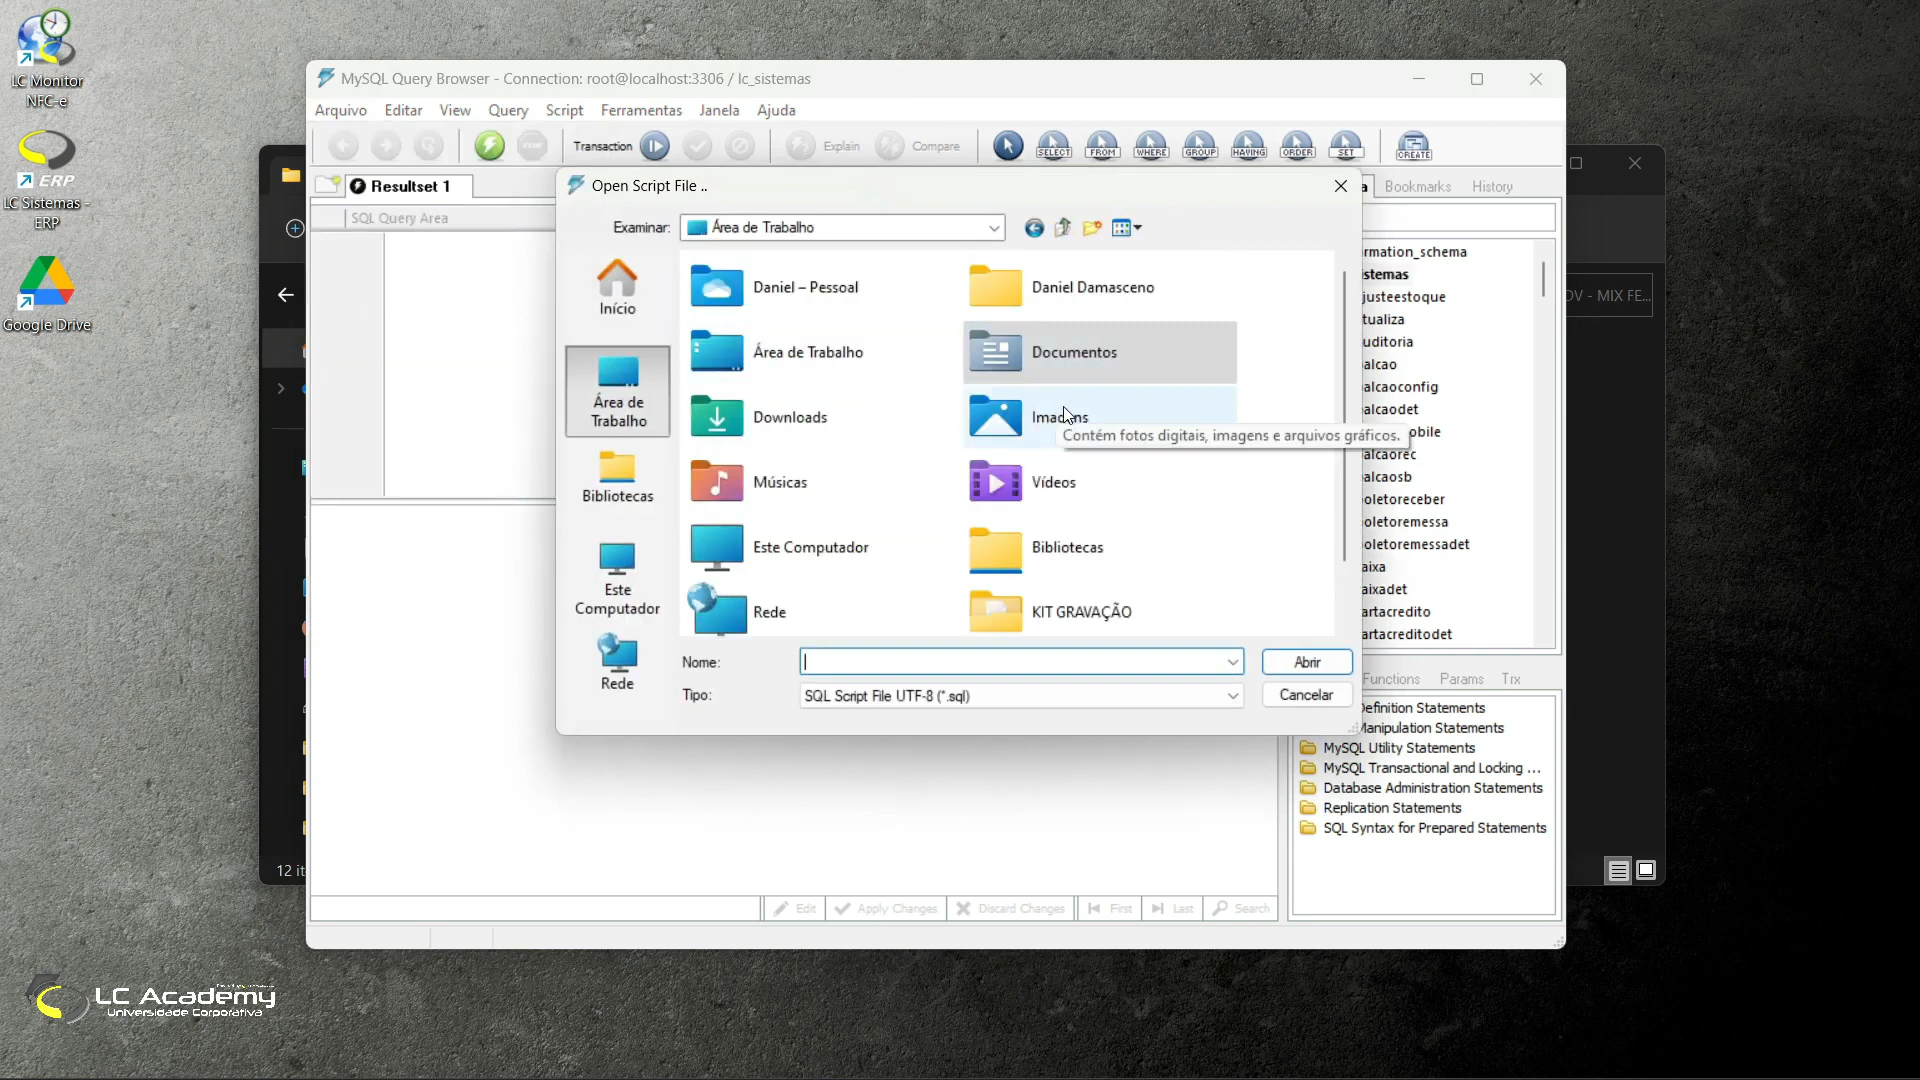 LC Monitor
NFC-e
ERP
LC Sistemas -
ERP
Google Drive
MySQL Query Browser - Connection: root@localhost:3306 / lc_sistemas
Arquivo Editar View Query Script Ferramentas Janela Ajuda
Transaction Explain Compare SELECT FROM WHERE GROUP HAVING ORDER SET CREATE
Resultset 1
SQL Query Area
Open Script File ..
a Bookmarks History
Examinar: Área de Trabalho
Início
Área de
Trabalho
Bibliotecas
Este
Computador
Rede
Daniel – Pessoal
Daniel Damasceno
Área de Trabalho
Documentos
Downloads
Imagens
Contém fotos digitais, imagens e arquivos gráficos.
Músicas
Vídeos
Este Computador
Bibliotecas
Rede
KIT GRAVAÇÃO
Nome:
Abrir
Tipo: SQL Script File UTF-8 (*.sql)
Cancelar
rmation_schema
istemas
justeestoque
tualiza
uditoria
alcao
alcaoconfig
alcaodet
obile
alcaorec
alcaosb
oletoreceber
oletoremessa
oletoremessadet
aixa
aixadet
artacredito
artacreditodet
OV - MIX FE...
Functions Params Trx
Definition Statements
Manipulation Statements
MySQL Utility Statements
MySQL Transactional and Locking ...
Database Administration Statements
Replication Statements
SQL Syntax for Prepared Statements
12 it
Edit Apply Changes Discard Changes First Last Search
LC Academy
Universidade Corporativa